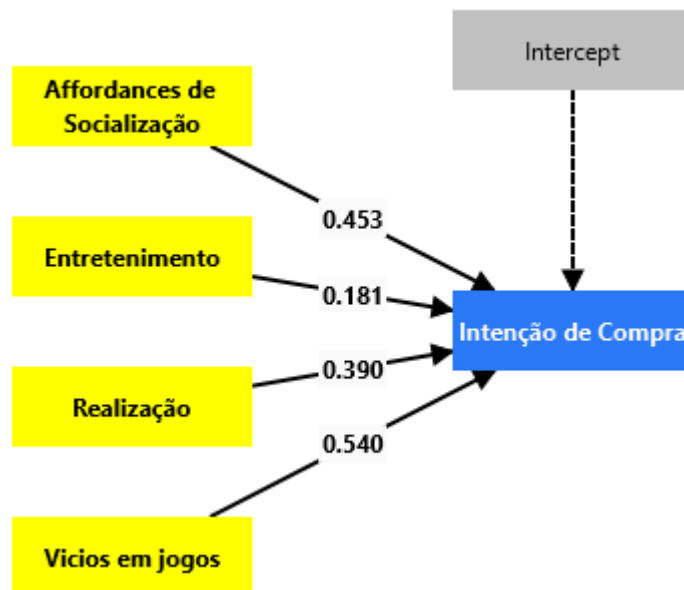 Intercept
Affordances de
Socialização
0.453
Entretenimento
0.181
Intenção de Compra
Realização
0.390
0.540
Vicios em jogos